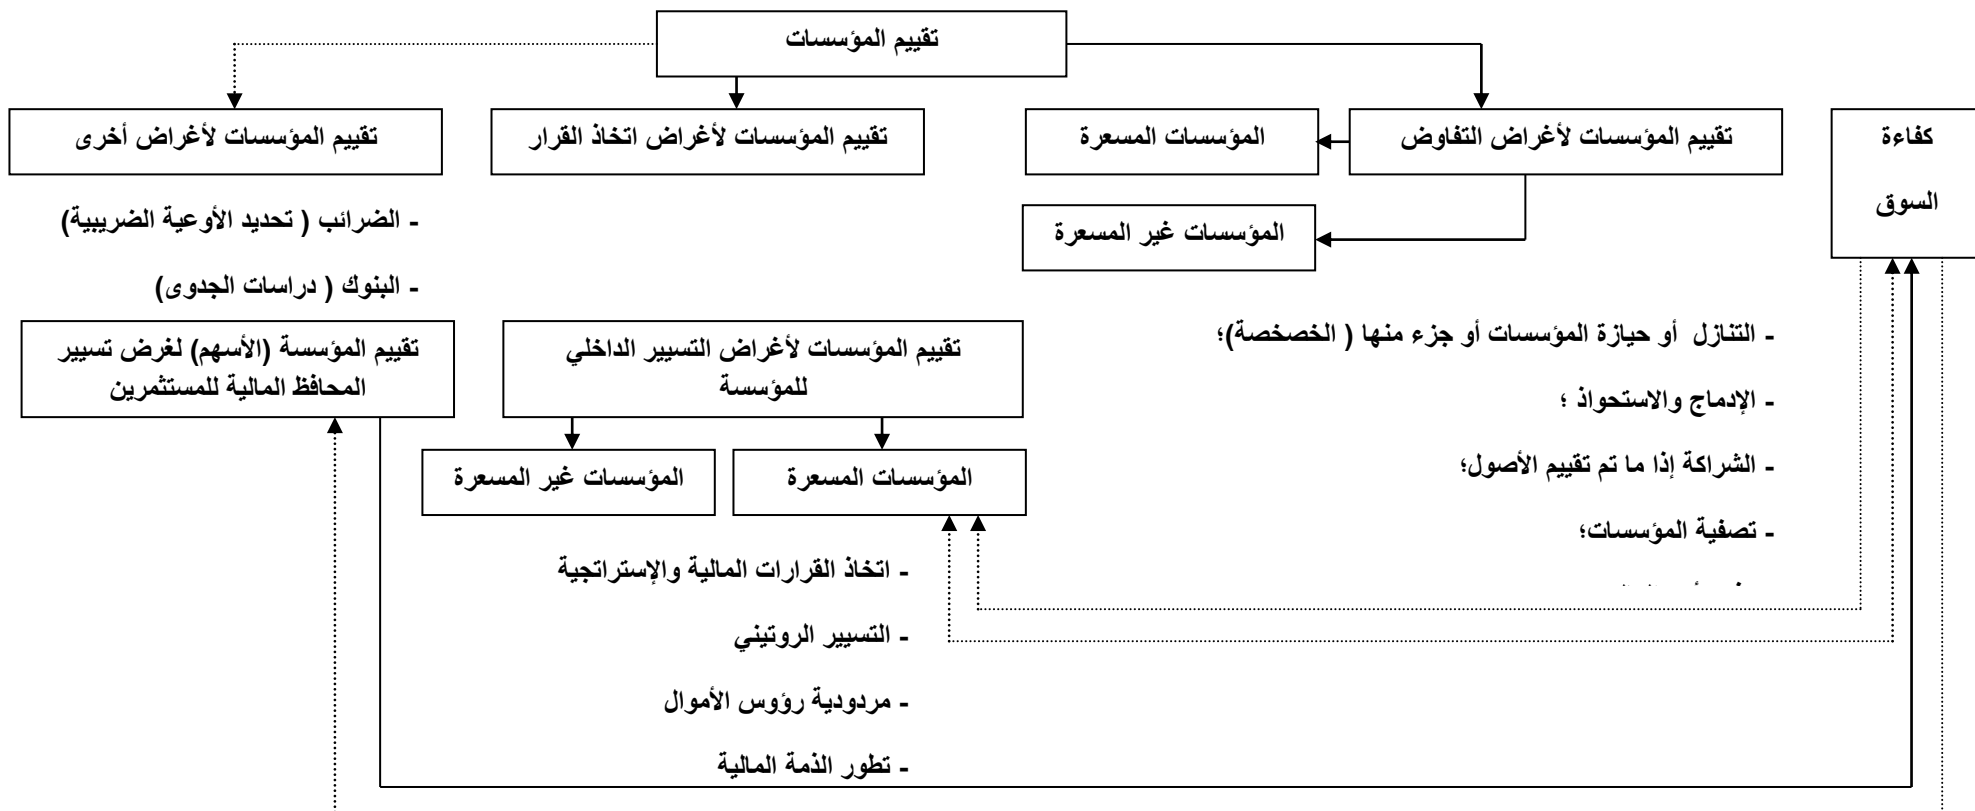 تقييم المؤسسات
تقييم المؤسسات لأغراض التفاوض
المؤسسات المسعرة
تقييم المؤسسات لأغراض اتخاذ القرار
تقييم المؤسسات لأغراض أخرى
كفاءة
السوق
المؤسسات غير المسعرة
- الضرائب ( تحديد الأوعية الضريبية)
- البنوك ( دراسات الجدوى)
- التنازل أو حيازة المؤسسات أو جزء منها ( الخصخصة)؛
- الإدماج والاستحواذ ؛
- الشراكة إذا ما تم تقييم الأصول؛
- تصفية المؤسسات؛
تقييم المؤسسات لأغراض التسيير الداخلي
للمؤسسة
تقييم المؤسسة (الأسهم) لغرض تسيير
المحافظ المالية للمستثمرين
المؤسسات المسعرة
المؤسسات غير المسعرة
- اتخاذ القرارات المالية والإستراتجية
- التسيير الروتيني
- مردودية رؤوس الأموال
- تطور الذمة المالية